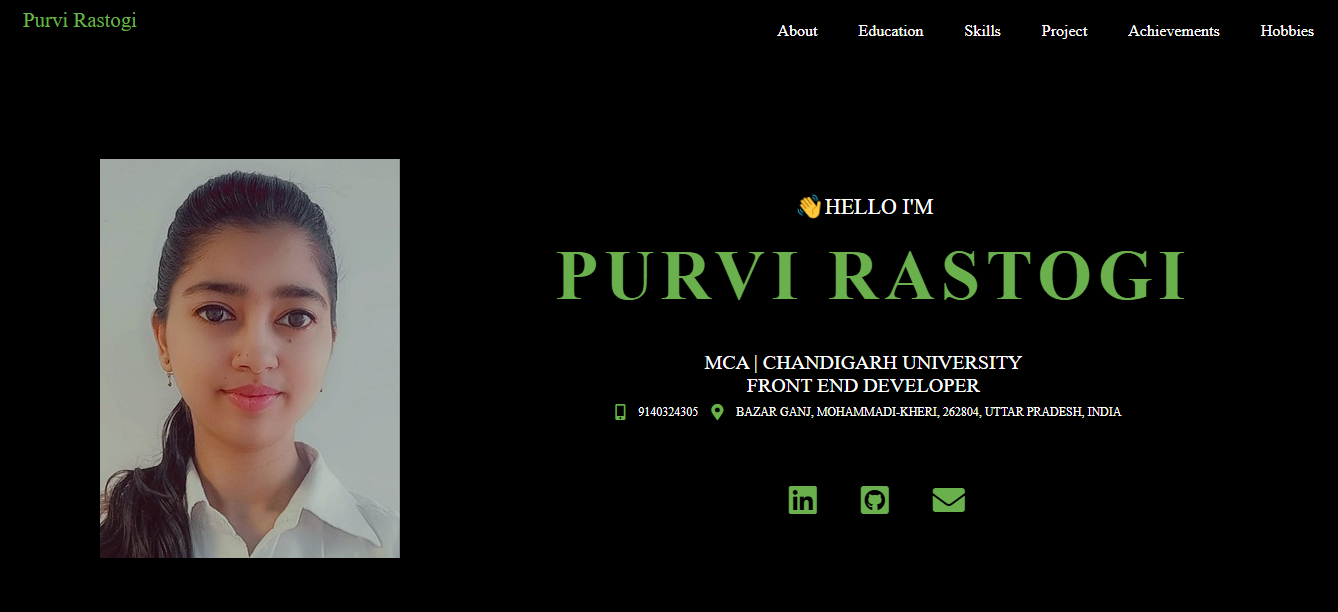 Purvi Rastogi
About Education Skills Project Achievements Hobbies
👋HELLO I'M
PURVI RASTOGI
MCA | CHANDIGARH UNIVERSITY
FRONT END DEVELOPER
9140324305 BAZAR GANJ, MOHAMMADI-KHERI, 262804, UTTAR PRADESH, INDIA
in